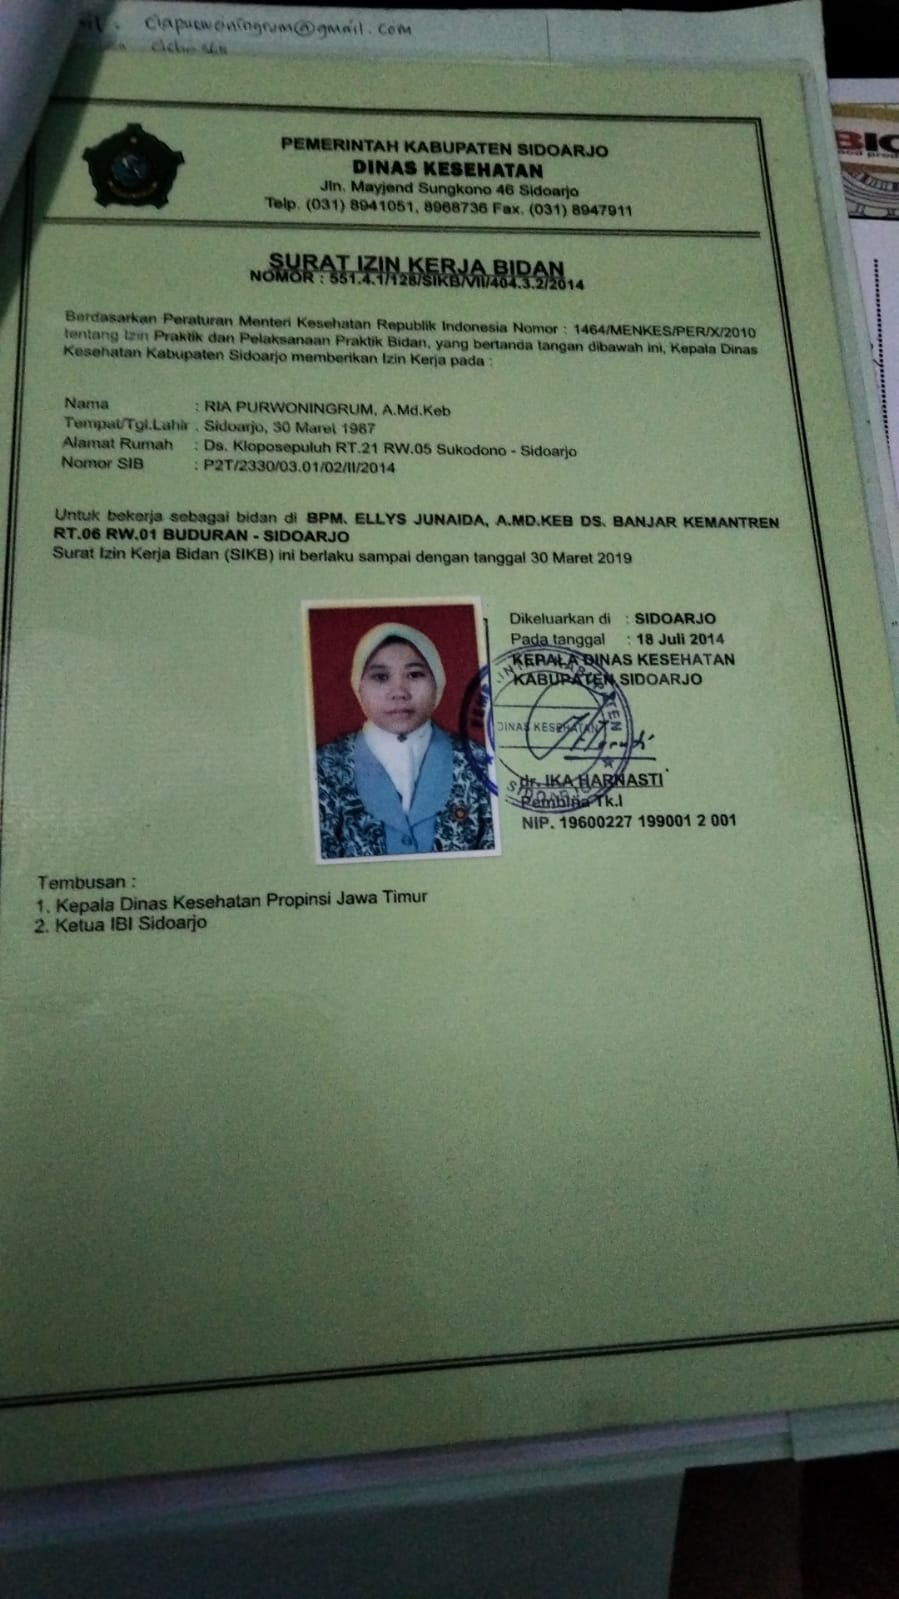 ciapurwoningrum@gmail.com
PEMERINTAH KABUPATEN SIDOARJO
DINAS KESEHATAN
Jln. Mayjend Sungkono 46 Sidoarjo
Telp. (031) 8941051, 8968736 Fax. (031) 8947911
SURAT IZIN KERJA BIDAN
NOMOR : 551.4.1/128/SIKB/VII/404.3.2/2014
Berdasarkan Peraturan Menteri Kesehatan Republik Indonesia Nomor : 1464/MENKES/PER/X/2010
tentang Izin Praktik dan Pelaksanaan Praktik Bidan, yang bertanda tangan dibawah ini, Kepala Dinas
Kesehatan Kabupaten Sidoarjo memberikan Izin Kerja pada :
Nama : RIA PURWONINGRUM, A.Md.Keb
Tempat/Tgl.Lahir . Sidoarjo, 30 Maret 1987
Alamat Rumah : Ds. Kloposepuluh RT.21 RW.05 Sukodono - Sidoarjo
Nomor SIB : P2T/2330/03.01/02/II/2014
Untuk bekerja sebagai bidan di BPM. ELLYS JUNAIDA, A.MD.KEB DS. BANJAR KEMANTREN
RT.06 RW.01 BUDURAN - SIDOARJO
Surat Izin Kerja Bidan (SIKB) ini berlaku sampai dengan tanggal 30 Maret 2019
Dikeluarkan di : SIDOARJO
Pada tanggal : 18 Juli 2014
KEPALA DINAS KESEHATAN
KABUPATEN SIDOARJO
DINAS KESEHATAN
SIDOARJO
dr. IKA HARNASTI
Pembina Tk.I
NIP. 19600227 199001 2 001
Tembusan :
1. Kepala Dinas Kesehatan Propinsi Jawa Timur
2. Ketua IBI Sidoarjo